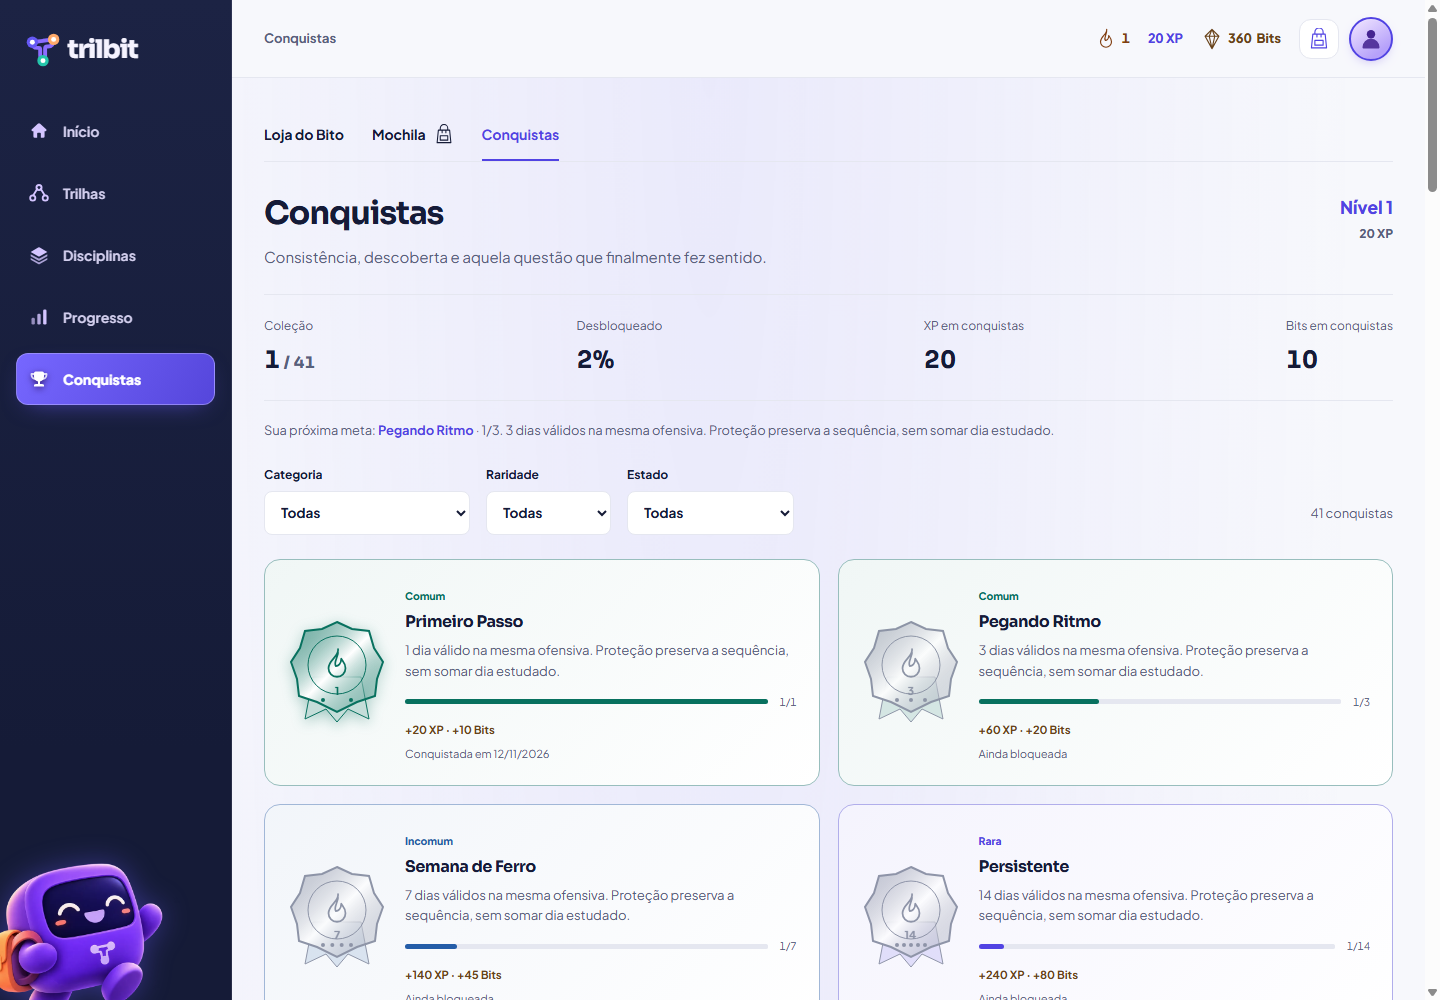 trilbit
Conquistas
1
20 XP
360 Bits
Início
Trilhas
Disciplinas
Progresso
Conquistas
Loja do Bito
Mochila
Conquistas
Conquistas
Nível 1
20 XP
Consistência, descoberta e aquela questão que finalmente fez sentido.
Coleção
1 / 41
Desbloqueado
2%
XP em conquistas
20
Bits em conquistas
10
Sua próxima meta: Pegando Ritmo · 1/3. 3 dias válidos na mesma ofensiva. Proteção preserva a sequência, sem somar dia estudado.
Categoria
Todas
Raridade
Todas
Estado
Todas
41 conquistas
1
Comum
Primeiro Passo
1 dia válido na mesma ofensiva. Proteção preserva a sequência,
sem somar dia estudado.
1/1
+20 XP · +10 Bits
Conquistada em 12/11/2026
3
Comum
Pegando Ritmo
3 dias válidos na mesma ofensiva. Proteção preserva a
sequência, sem somar dia estudado.
1/3
+60 XP · +20 Bits
Ainda bloqueada
7
Incomum
Semana de Ferro
7 dias válidos na mesma ofensiva. Proteção preserva a
sequência, sem somar dia estudado.
1/7
+140 XP · +45 Bits
Ainda bloqueada
14
Rara
Persistente
14 dias válidos na mesma ofensiva. Proteção preserva a
sequência, sem somar dia estudado.
1/14
+240 XP · +80 Bits
Ainda bloqueada